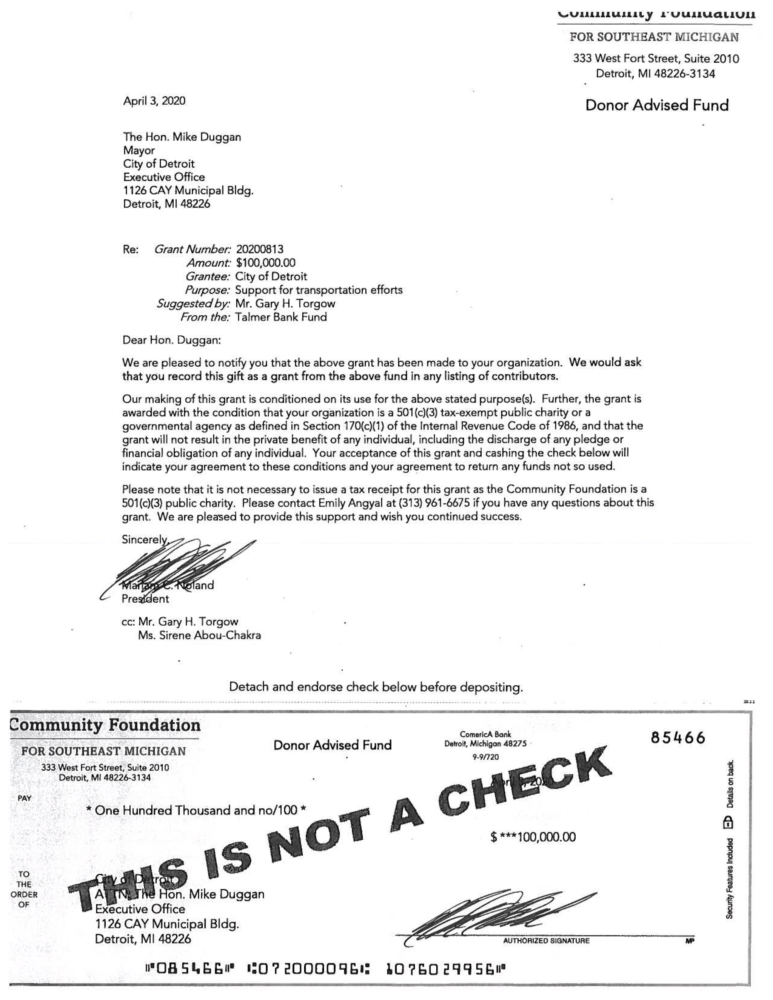 Community Foundation
FOR SOUTHEAST MICHIGAN
333 West Fort Street, Suite 2010
Detroit, MI 48226-3134
Donor Advised Fund
April 3, 2020
The Hon. Mike Duggan
Mayor
City of Detroit
Executive Office
1126 CAY Municipal Bldg.
Detroit, MI 48226
Re: Grant Number: 20200813
Amount: $100,000.00
Grantee: City of Detroit
Purpose: Support for transportation efforts
Suggested by: Mr. Gary H. Torgow
From the: Talmer Bank Fund
Dear Hon. Duggan:
We are pleased to notify you that the above grant has been made to your organization. We would ask
that you record this gift as a grant from the above fund in any listing of contributors.
Our making of this grant is conditioned on its use for the above stated purpose(s). Further, the grant is
awarded with the condition that your organization is a 501(c)(3) tax-exempt public charity or a
governmental agency as defined in Section 170(c)(1) of the Internal Revenue Code of 1986, and that the
grant will not result in the private benefit of any individual, including the discharge of any pledge or
financial obligation of any individual. Your acceptance of this grant and cashing the check below will
indicate your agreement to these conditions and your agreement to return any funds not so used.
Please note that it is not necessary to issue a tax receipt for this grant as the Community Foundation is a
501(c)(3) public charity. Please contact Emily Angyal at (313) 961-6675 if you have any questions about this
grant. We are pleased to provide this support and wish you continued success.
Sincerely,
Mariam C. Noland
President
cc: Mr. Gary H. Torgow
Ms. Sirene Abou-Chakra
Detach and endorse check below before depositing.
Community Foundation
FOR SOUTHEAST MICHIGAN
333 West Fort Street, Suite 2010
Detroit, MI 48226-3134
Donor Advised Fund
ComericA Bank
Detroit, Michigan 48275
9-9/720
85466
April 3, 2020
PAY
* One Hundred Thousand and no/100 *
$ ***100,000.00
THIS IS NOT A CHECK
TO
THE
ORDER
OF
City of Detroit
ATTN: The Hon. Mike Duggan
Executive Office
1126 CAY Municipal Bldg.
Detroit, MI 48226
AUTHORIZED SIGNATURE
MP
Security Features Included Details on back.
⑈085466⑈ ⑆072000096⑆ 1076029956⑈